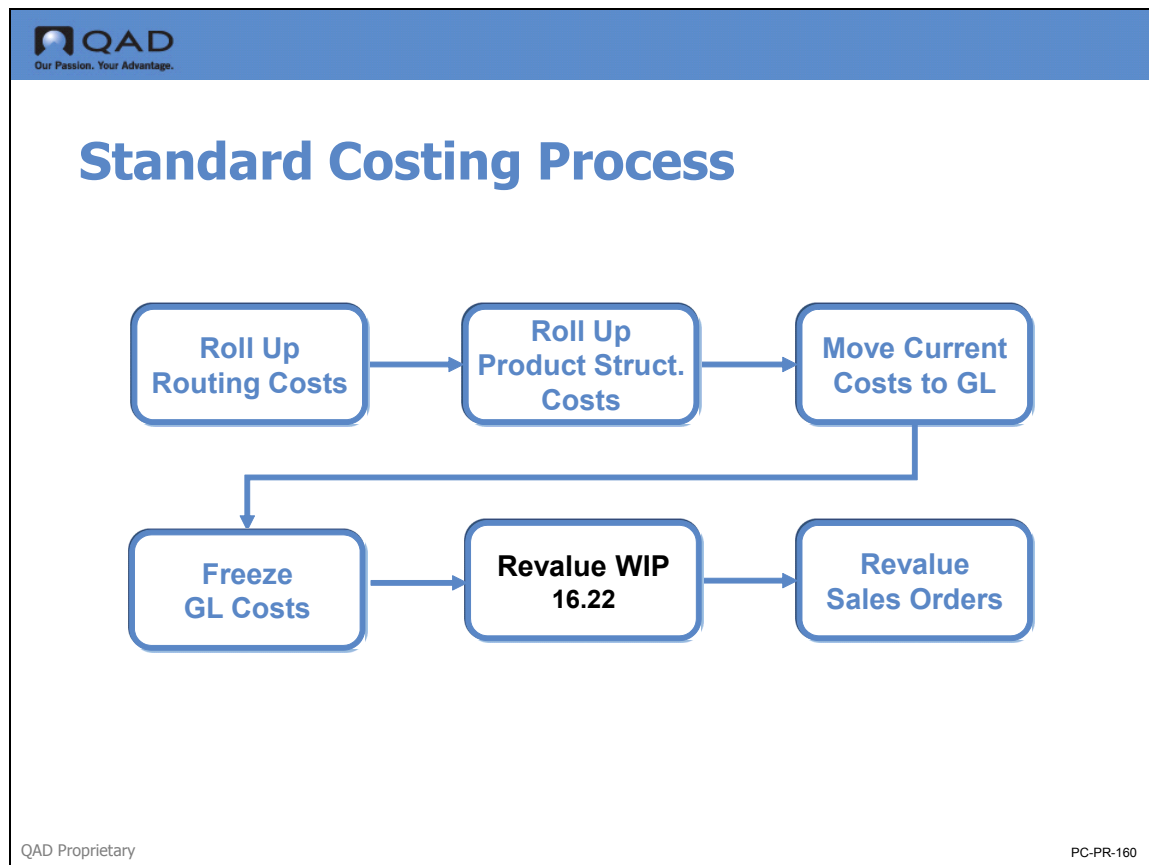 QAD
Our Passion. Your Advantage.
Standard Costing Process
Roll Up
Routing Costs
Roll Up
Product Struct.
Costs
Move Current
Costs to GL
Freeze
GL Costs
Revalue WIP
16.22
Revalue
Sales Orders
QAD Proprietary
PC-PR-160